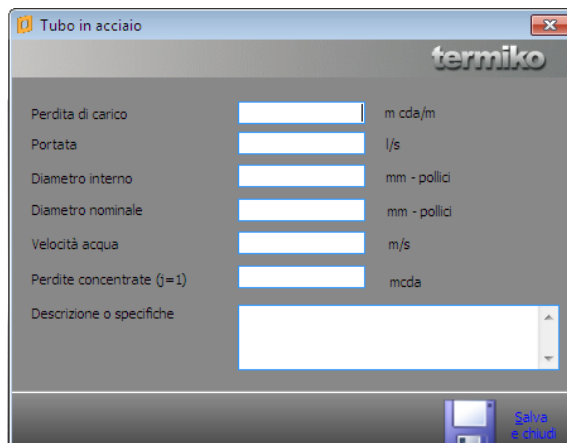 Tubo in acciaio
termiko
Perdita di carico m cda/m
Portata l/s
Diametro interno mm - pollici
Diametro nominale mm - pollici
Velocità acqua m/s
Perdite concentrate (j=1) mcda
Descrizione o specifiche
Salva
e chiudi